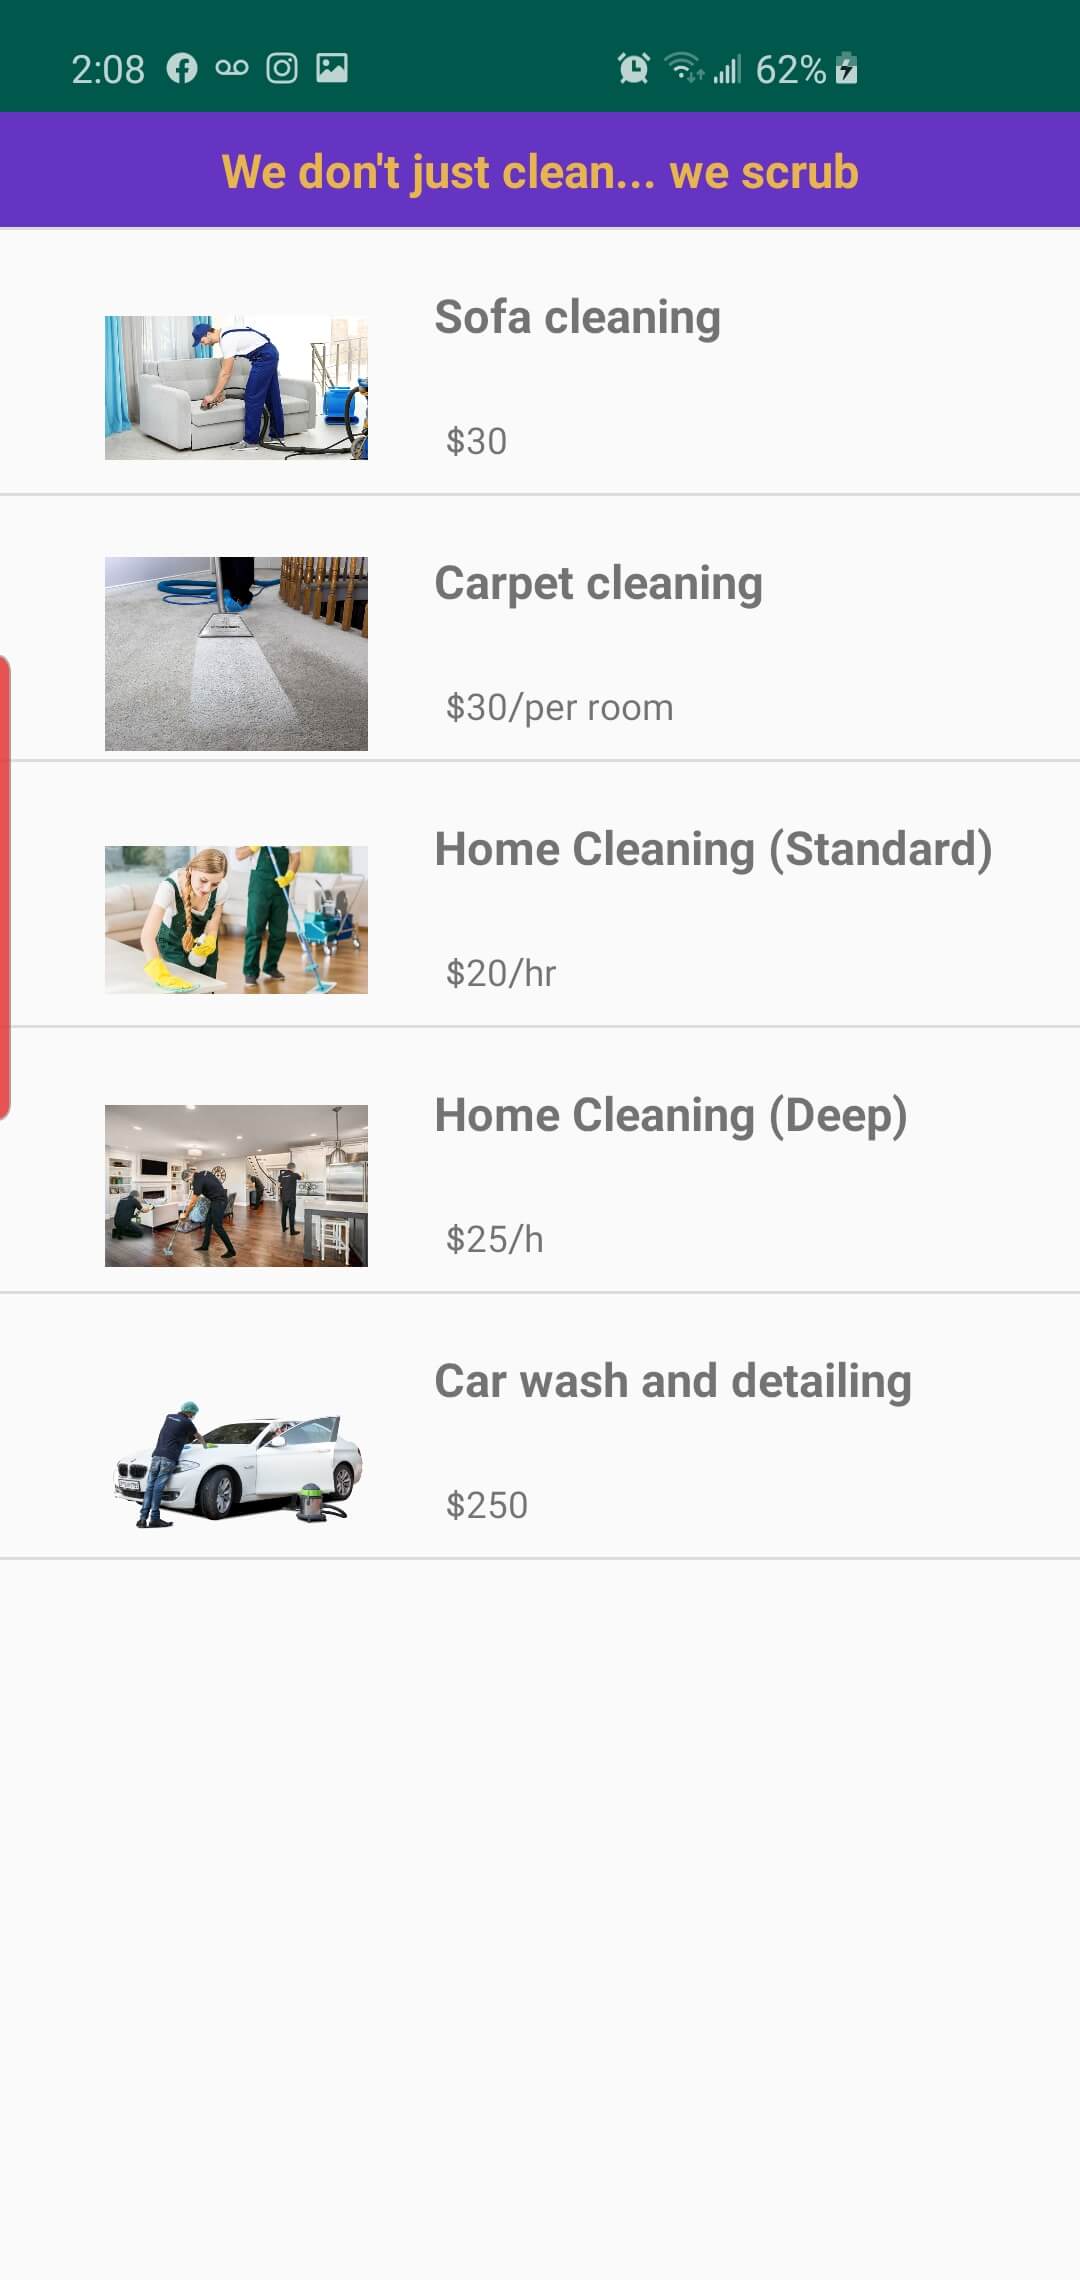 2:08 62%
We don't just clean... we scrub
Sofa cleaning
$30
Carpet cleaning
$30/per room
Home Cleaning (Standard)
$20/hr
Home Cleaning (Deep)
$25/h
Car wash and detailing
$250